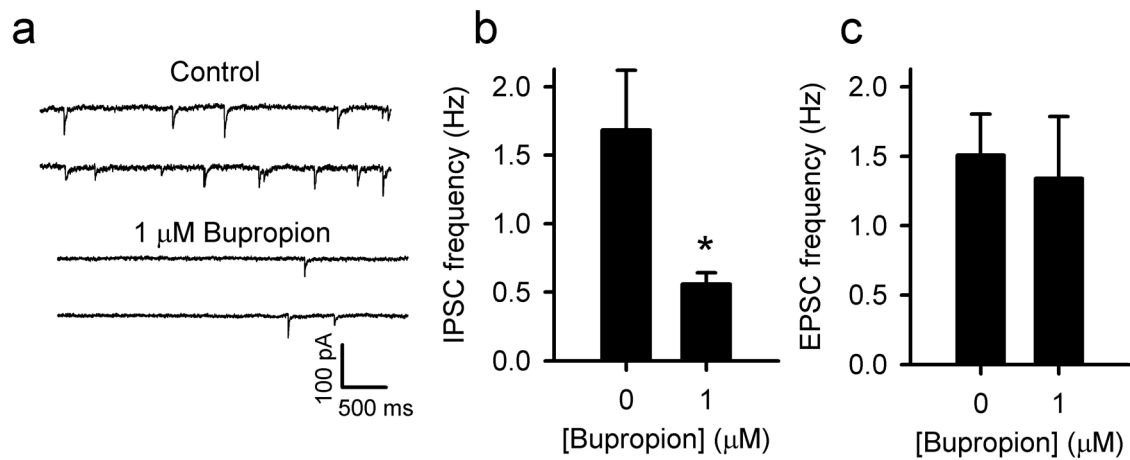 a
Control
1 μM Bupropion
100 pA
500 ms
b
IPSC frequency (Hz)
2.0
1.5
1.0
0.5
0.0
*
0 1
[Bupropion] (μM)
c
EPSC frequency (Hz)
2.0
1.5
1.0
0.5
0.0
0 1
[Bupropion] (μM)